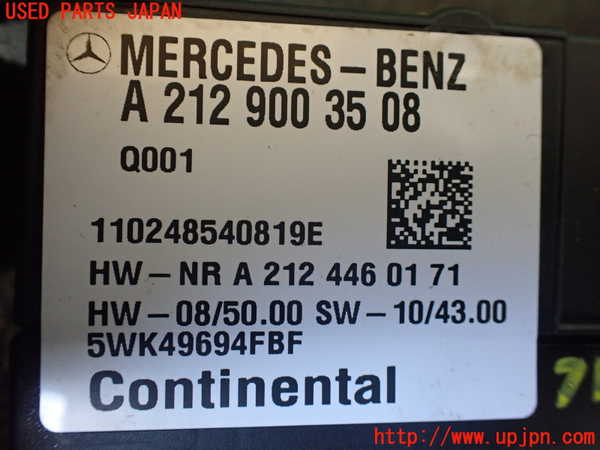 USED PARTS JAPAN
MERCEDES-BENZ
A 212 900 35 08
Q001
110248540819E
HW-NR A 212 446 01 71
HW-08/50.00 SW-10/43.00
5WK49694FBF
Continental
http://www.upjpn.com